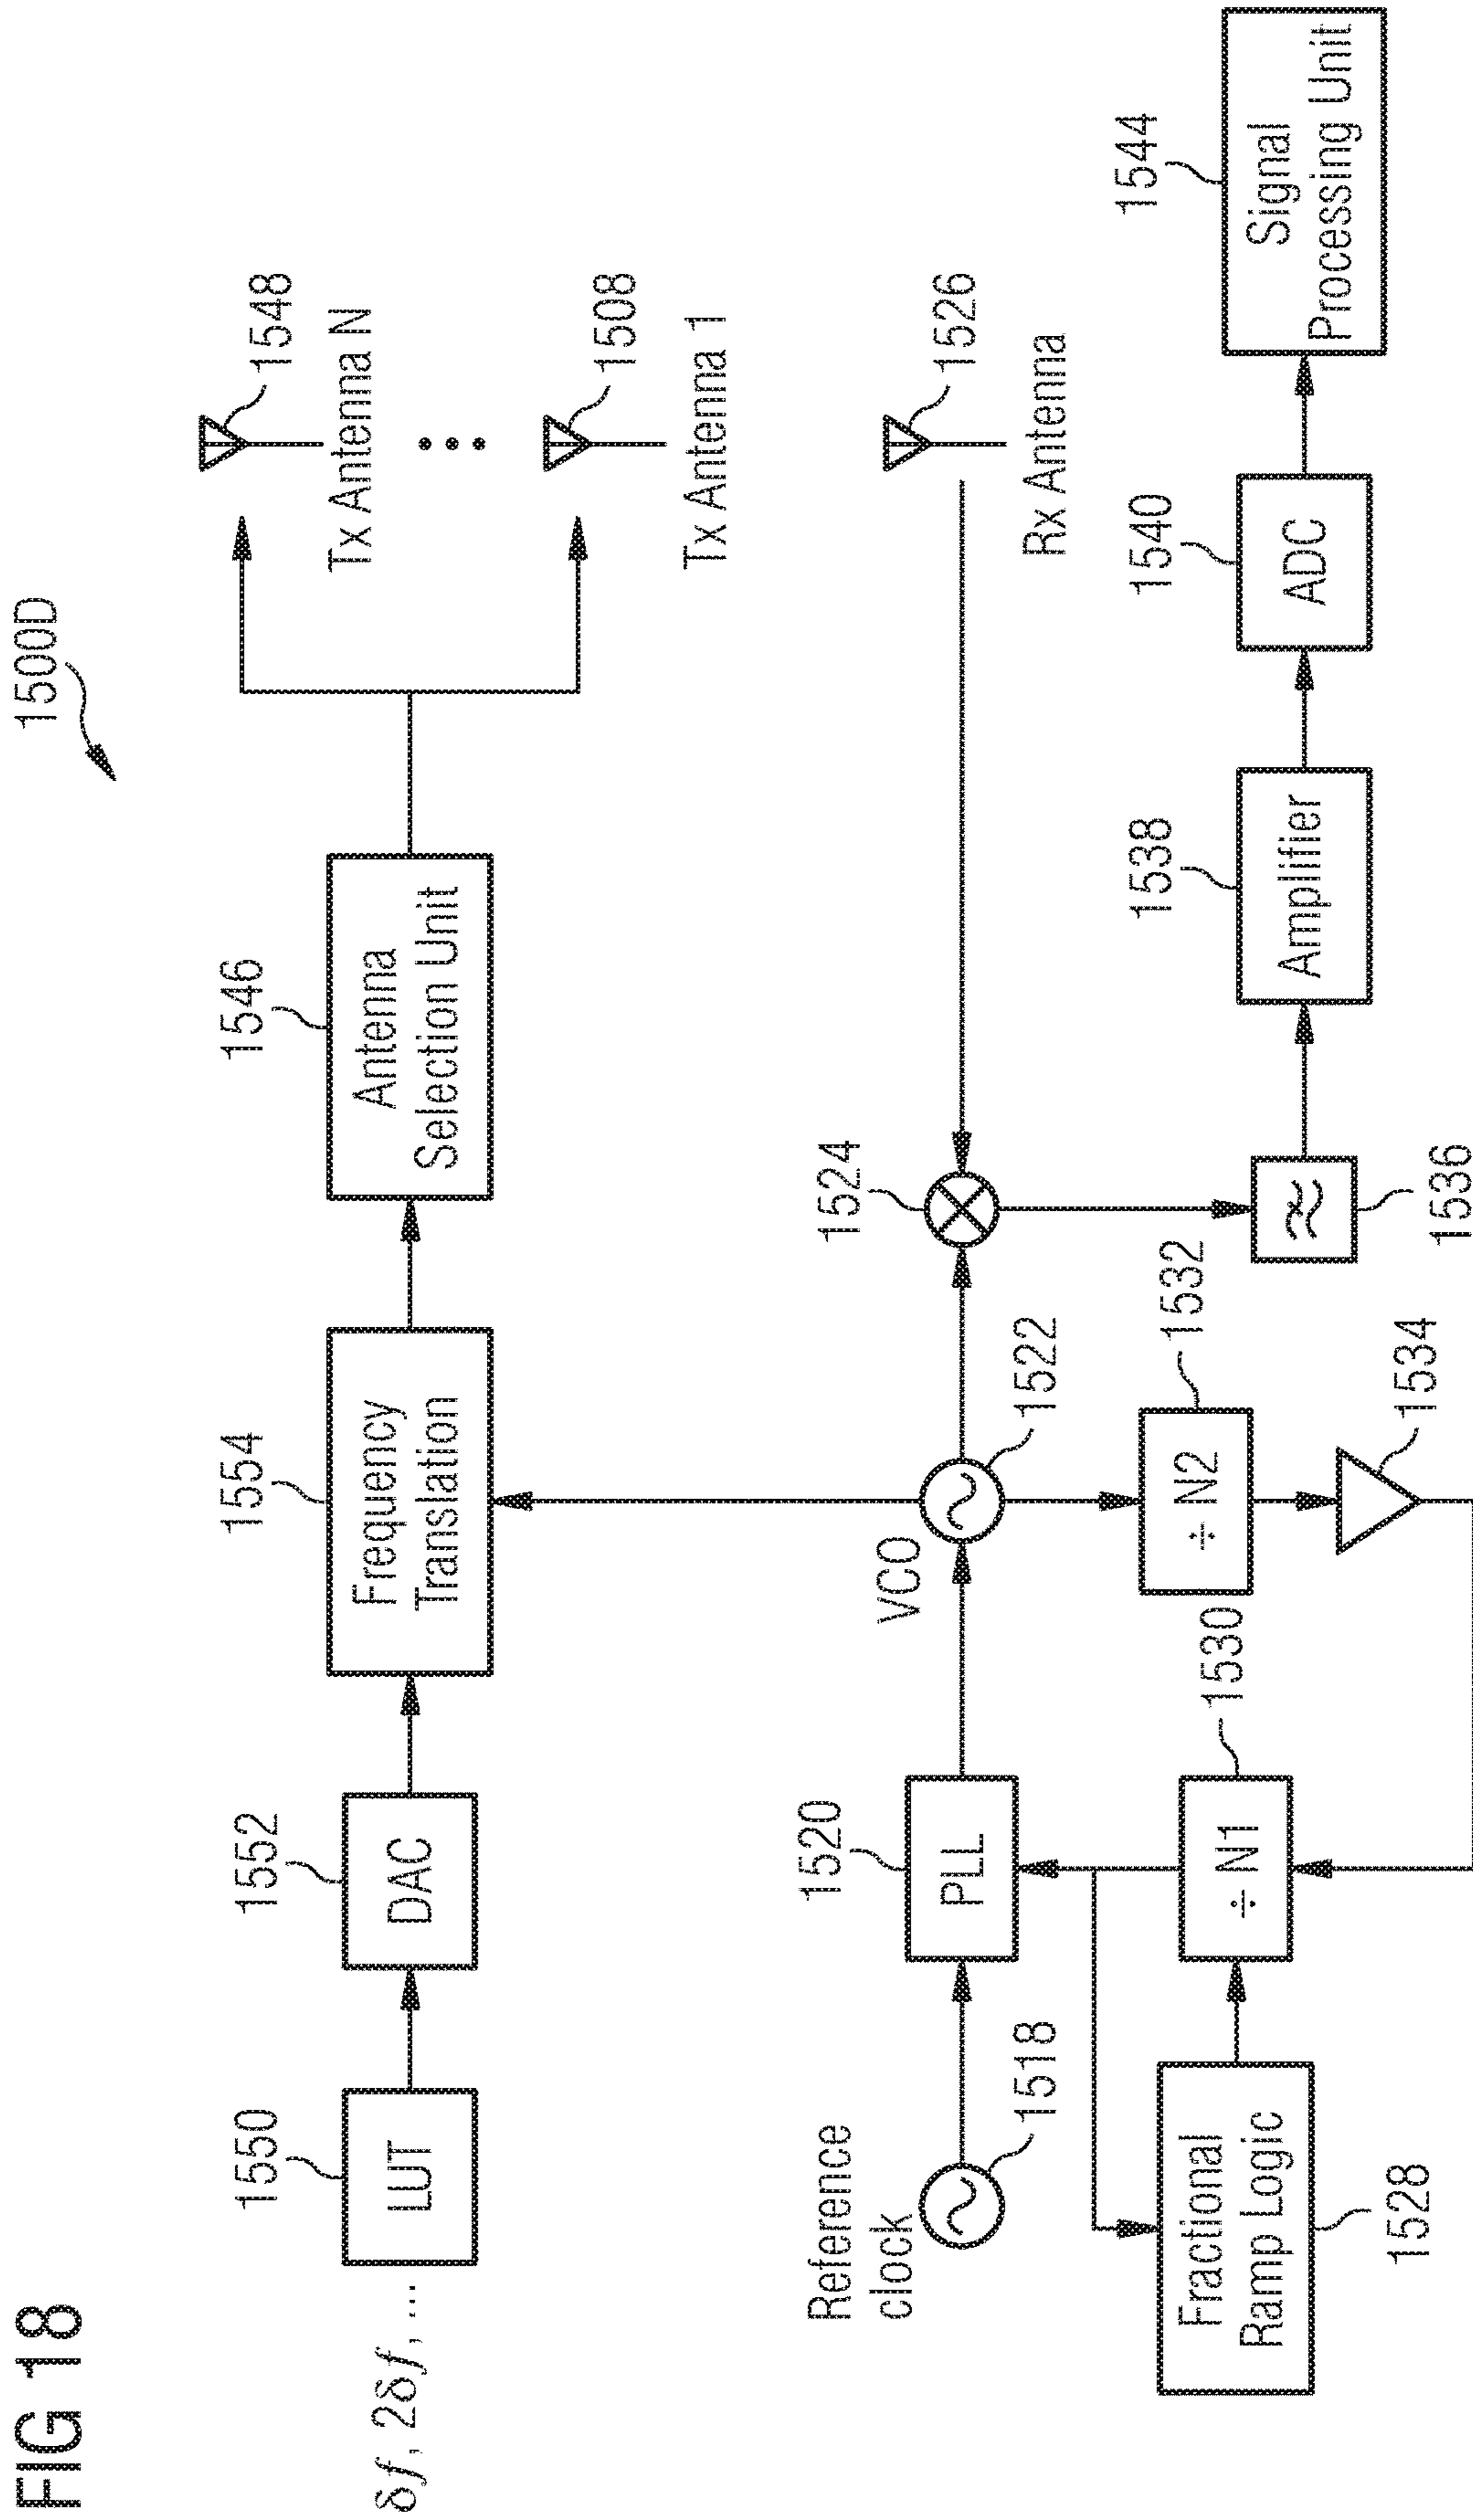 FIG 18
1500D
δf, 2δf, ...
1550
LUT
1552
DAC
1554
Frequency
Translation
1546
Antenna
Selection Unit
1548
Tx Antenna N
1508
Tx Antenna 1
Reference
clock
1518
1520
PLL
VCO
1522
1524
1526
Rx Antenna
Fractional
Ramp Logic
1528
1530
÷ N1
1532
÷ N2
1534
1536
1538
Amplifier
1540
ADC
1544
Signal
Processing Unit